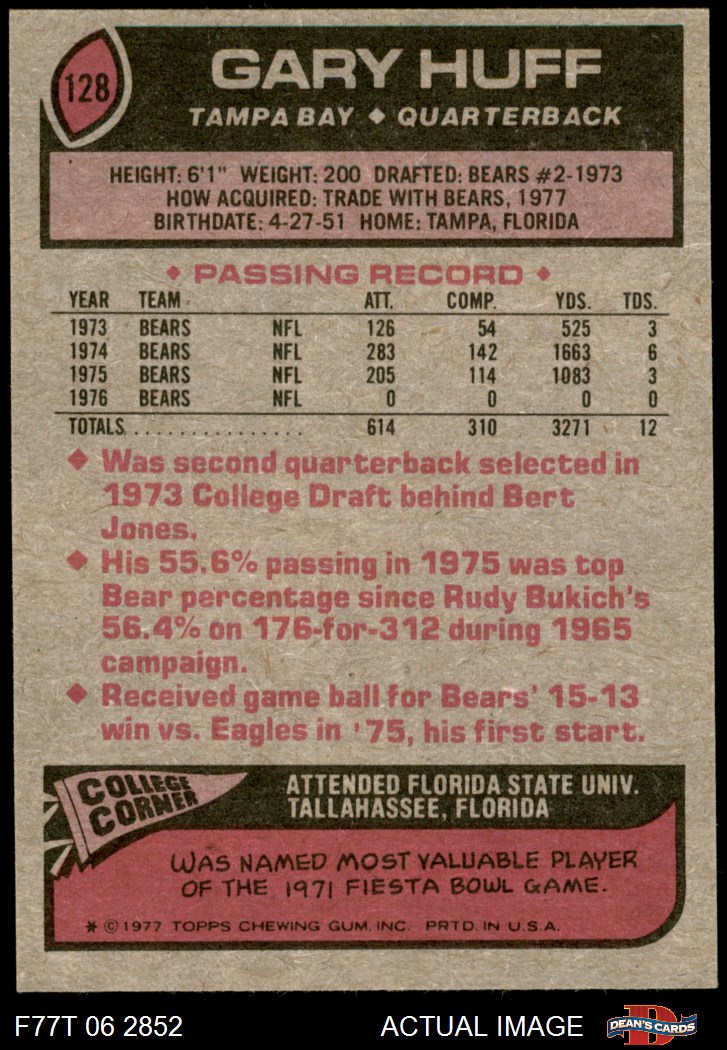 128
GARY HUFF
TAMPA BAY ◆ QUARTERBACK
HEIGHT: 6'1" WEIGHT: 200 DRAFTED: BEARS #2-1973
HOW ACQUIRED: TRADE WITH BEARS, 1977
BIRTHDATE: 4-27-51 HOME: TAMPA, FLORIDA
◆ PASSING RECORD ◆
YEAR TEAM ATT. COMP. YDS. TDS.
1973 BEARS NFL 126 54 525 3
1974 BEARS NFL 283 142 1663 6
1975 BEARS NFL 205 114 1083 3
1976 BEARS NFL 0 0 0 0
TOTALS................ 614 310 3271 12
◆ Was second quarterback selected in
1973 College Draft behind Bert
Jones.
◆ His 55.6% passing in 1975 was top
Bear percentage since Rudy Bukich's
56.4% on 176-for-312 during 1965
campaign.
◆ Received game ball for Bears' 15-13
win vs. Eagles in '75, his first start.
COLLEGE
CORNER
ATTENDED FLORIDA STATE UNIV.
TALLAHASSEE, FLORIDA
WAS NAMED MOST VALUABLE PLAYER
OF THE 1971 FIESTA BOWL GAME.
* © 1977 TOPPS CHEWING GUM, INC. PRTD. IN U.S.A.
F77T 06 2852 ACTUAL IMAGE
D
DEAN'S CARDS